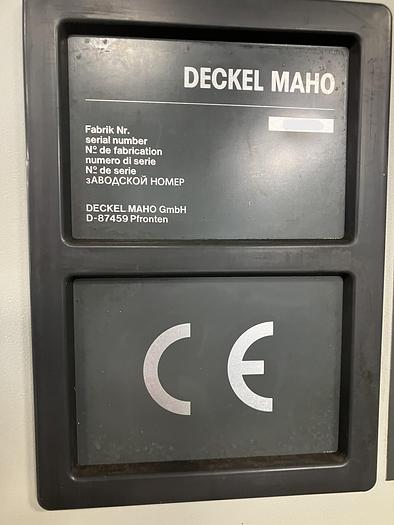 DECKEL MAHO
Fabrik Nr.
serial number
Nº de fabrication
numero di serie
Nº de serie
зАВОДСКОЙ НОМЕР
DECKEL MAHO GmbH
D-87459 Pfronten
CE